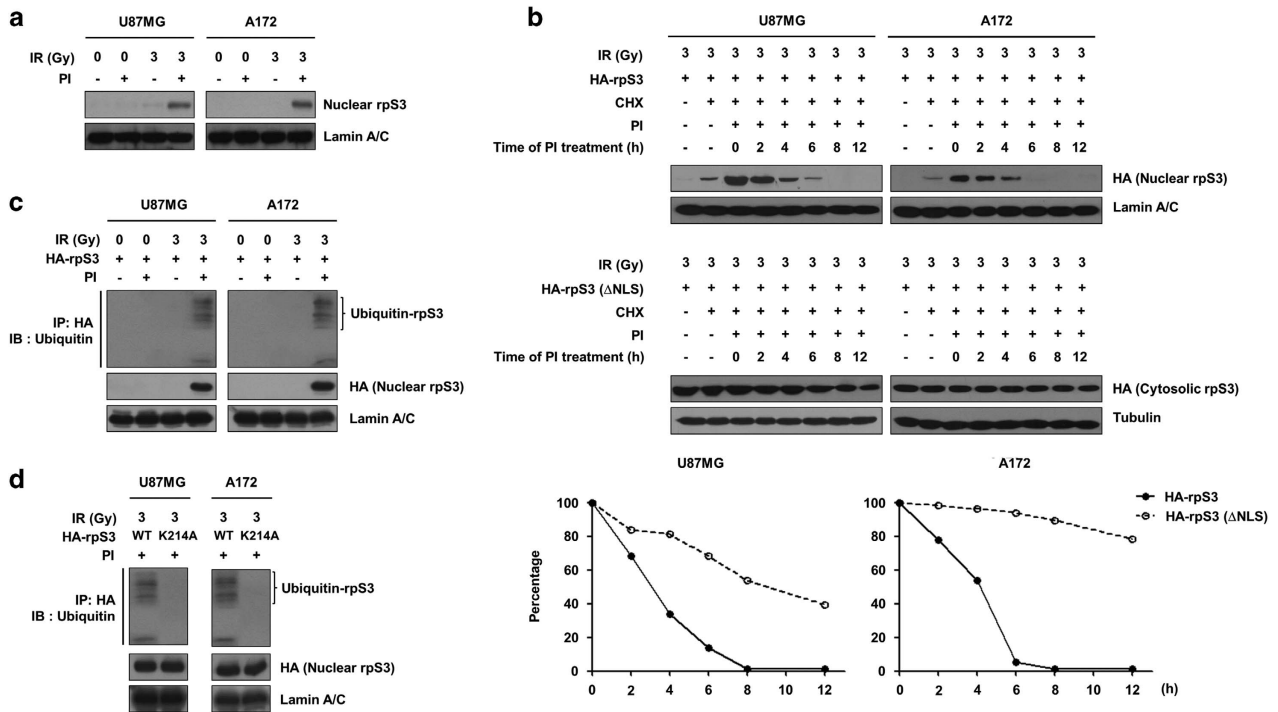 a
U87MG A172
IR (Gy) 0 0 3 3 0 0 3 3
PI - + - + - + - +
Nuclear rpS3
Lamin A/C
b
U87MG A172
IR (Gy) 3 3 3 3 3 3 3 3 3 3 3 3 3 3 3 3
HA-rpS3 + + + + + + + + + + + + + + + +
CHX - + + + + + + + - + + + + + + +
PI - - + + + + + + - - + + + + + +
Time of PI treatment (h) - - 0 2 4 6 8 12 - - 0 2 4 6 8 12
HA (Nuclear rpS3)
Lamin A/C
IR (Gy) 3 3 3 3 3 3 3 3 3 3 3 3 3 3 3 3
HA-rpS3 (ΔNLS) + + + + + + + + + + + + + + + +
CHX - + + + + + + + - + + + + + + +
PI - - + + + + + + - - + + + + + +
Time of PI treatment (h) - - 0 2 4 6 8 12 - - 0 2 4 6 8 12
HA (Cytosolic rpS3)
Tubulin
U87MG A172
Percentage
100 100
80 80
60 60
40 40
20 20
0 0
0 2 4 6 8 10 12 0 2 4 6 8 10 12 (h)
HA-rpS3
HA-rpS3 (ΔNLS)
c
U87MG A172
IR (Gy) 0 0 3 3 0 0 3 3
HA-rpS3 + + + + + + + +
PI - + - + - + - +
IP: HA
IB : Ubiquitin
Ubiquitin-rpS3
HA (Nuclear rpS3)
Lamin A/C
d
U87MG A172
IR (Gy) 3 3 3 3
HA-rpS3 WT K214A WT K214A
PI + + + +
IP: HA
IB : Ubiquitin
Ubiquitin-rpS3
HA (Nuclear rpS3)
Lamin A/C